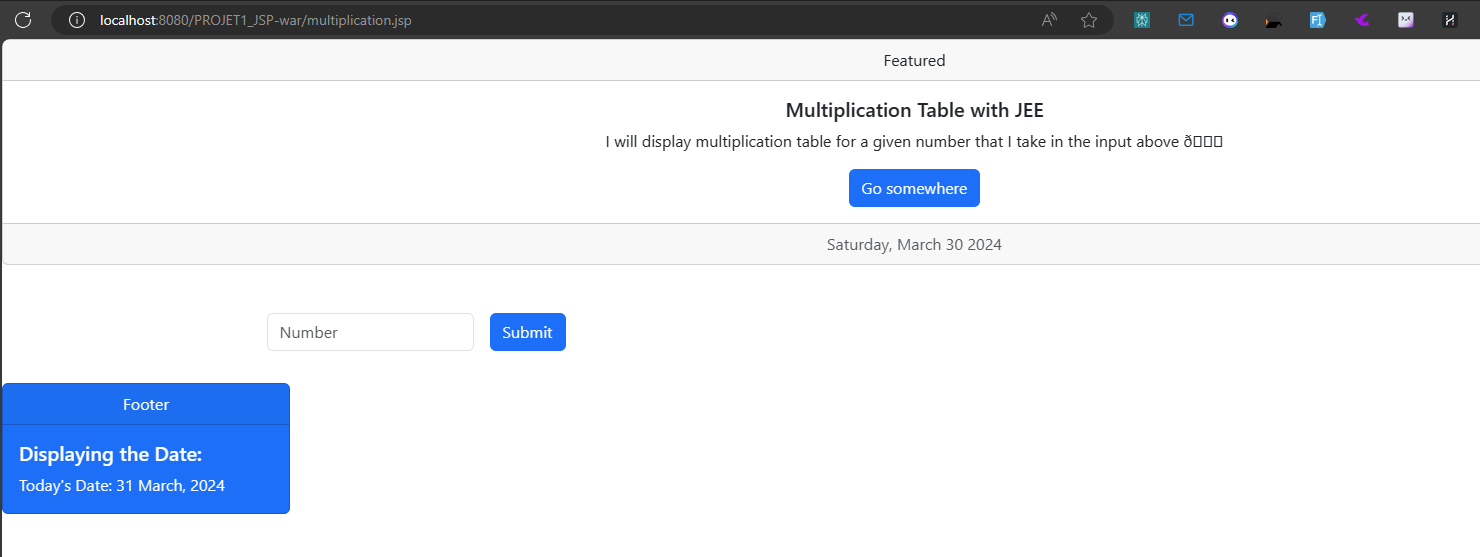 localhost:8080/PROJET1_JSP-war/multiplication.jsp
Featured
Multiplication Table with JEE
I will display multiplication table for a given number that I take in the input above ð
Go somewhere
Saturday, March 30 2024
Number Submit
Footer
Displaying the Date:
Today's Date: 31 March, 2024